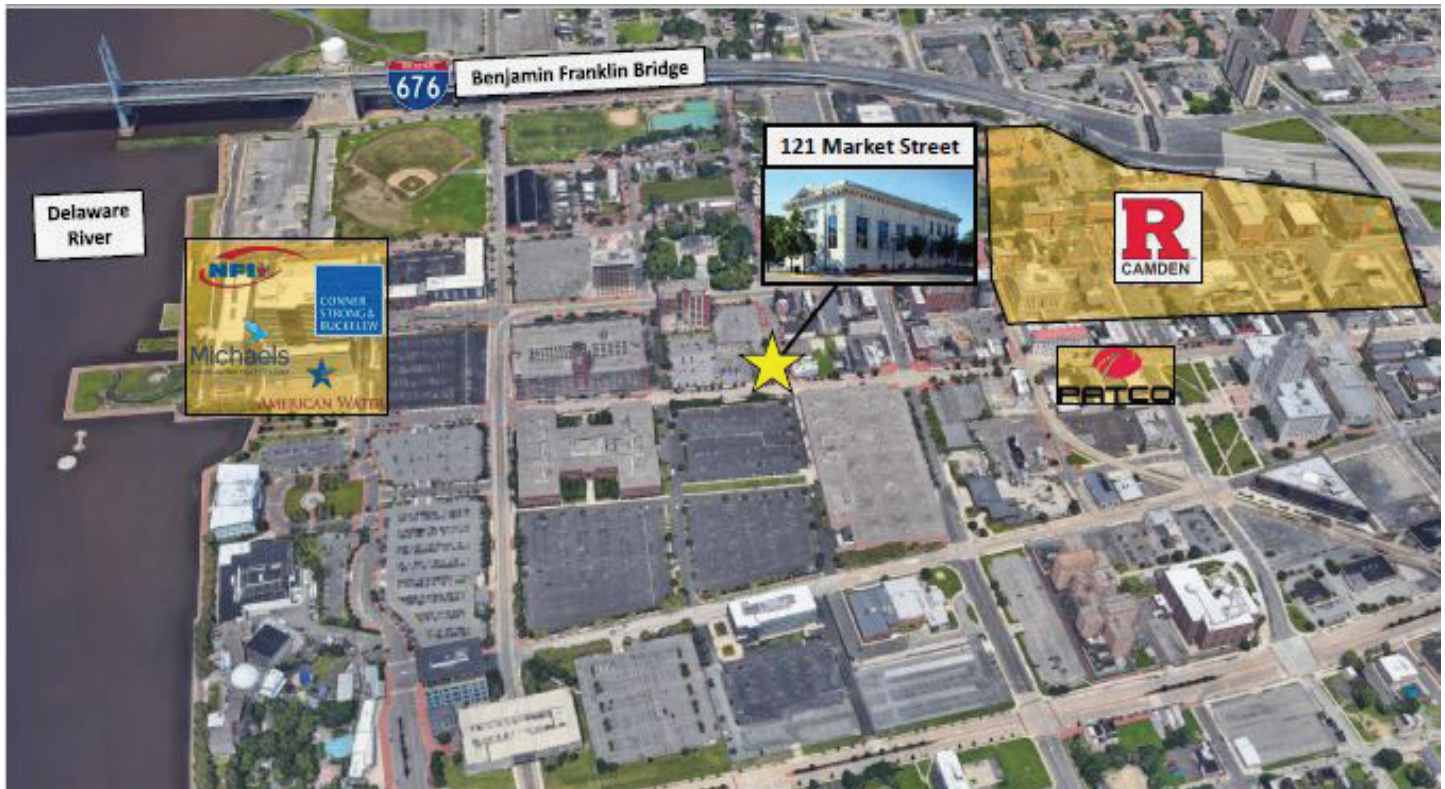 676
Benjamin Franklin Bridge
121 Market Street
Delaware
River
R
CAMDEN
NFI
CONNER
STRONG &
BUCKELEW
Michaels
AMERICAN WATER
PATCO